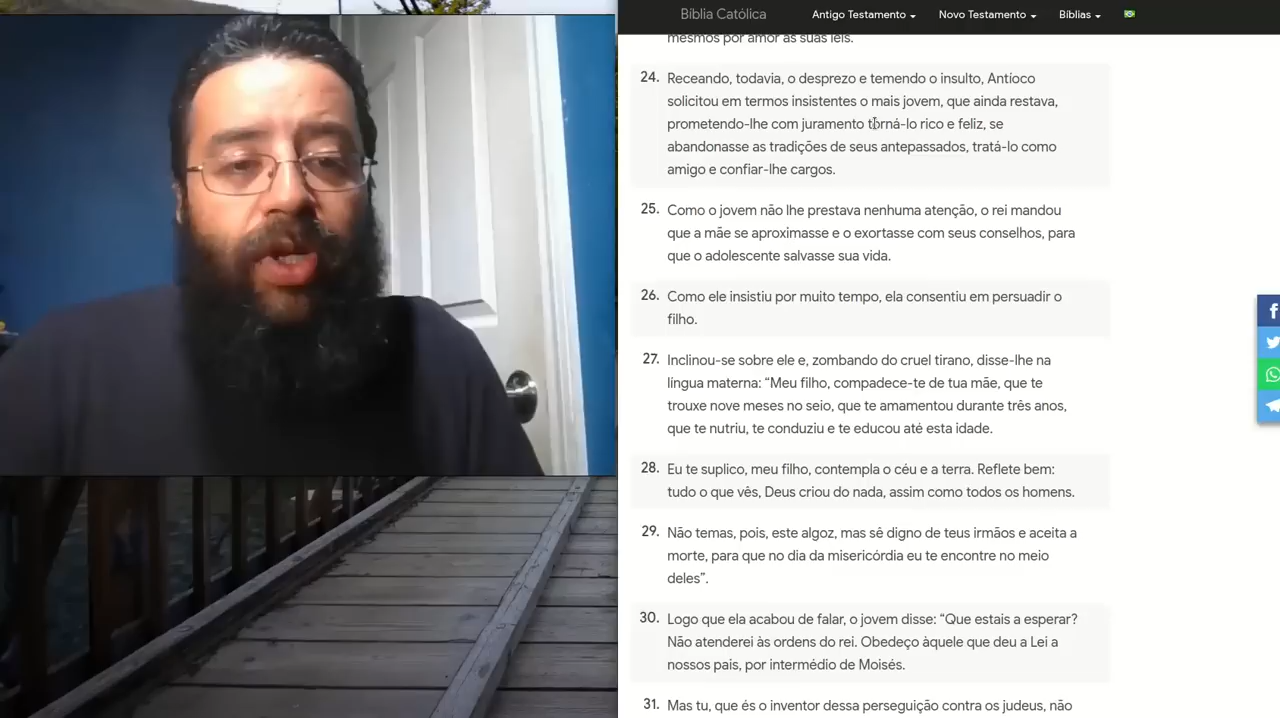 Bíblia Católica
Antigo Testamento
Novo Testamento
Bíblias
mesmos por amor às suas leis.
24. Receando, todavia, o desprezo e temendo o insulto, Antíoco
solicitou em termos insistentes o mais jovem, que ainda restava,
prometendo-lhe com juramento torná-lo rico e feliz, se
abandonasse as tradições de seus antepassados, tratá-lo como
amigo e confiar-lhe cargos.
25. Como o jovem não lhe prestava nenhuma atenção, o rei mandou
que a mãe se aproximasse e o exortasse com seus conselhos, para
que o adolescente salvasse sua vida.
26. Como ele insistiu por muito tempo, ela consentiu em persuadir o
filho.
27. Inclinou-se sobre ele e, zombando do cruel tirano, disse-lhe na
língua materna: “Meu filho, compadece-te de tua mãe, que te
trouxe nove meses no seio, que te amamentou durante três anos,
que te nutriu, te conduziu e te educou até esta idade.
28. Eu te suplico, meu filho, contempla o céu e a terra. Reflete bem:
tudo o que vês, Deus criou do nada, assim como todos os homens.
29. Não temas, pois, este algoz, mas sê digno de teus irmãos e aceita a
morte, para que no dia da misericórdia eu te encontre no meio
deles”.
30. Logo que ela acabou de falar, o jovem disse: “Que estais a esperar?
Não atenderei às ordens do rei. Obedeço àquele que deu a Lei a
nossos pais, por intermédio de Moisés.
31. Mas tu, que és o inventor dessa perseguição contra os judeus, não